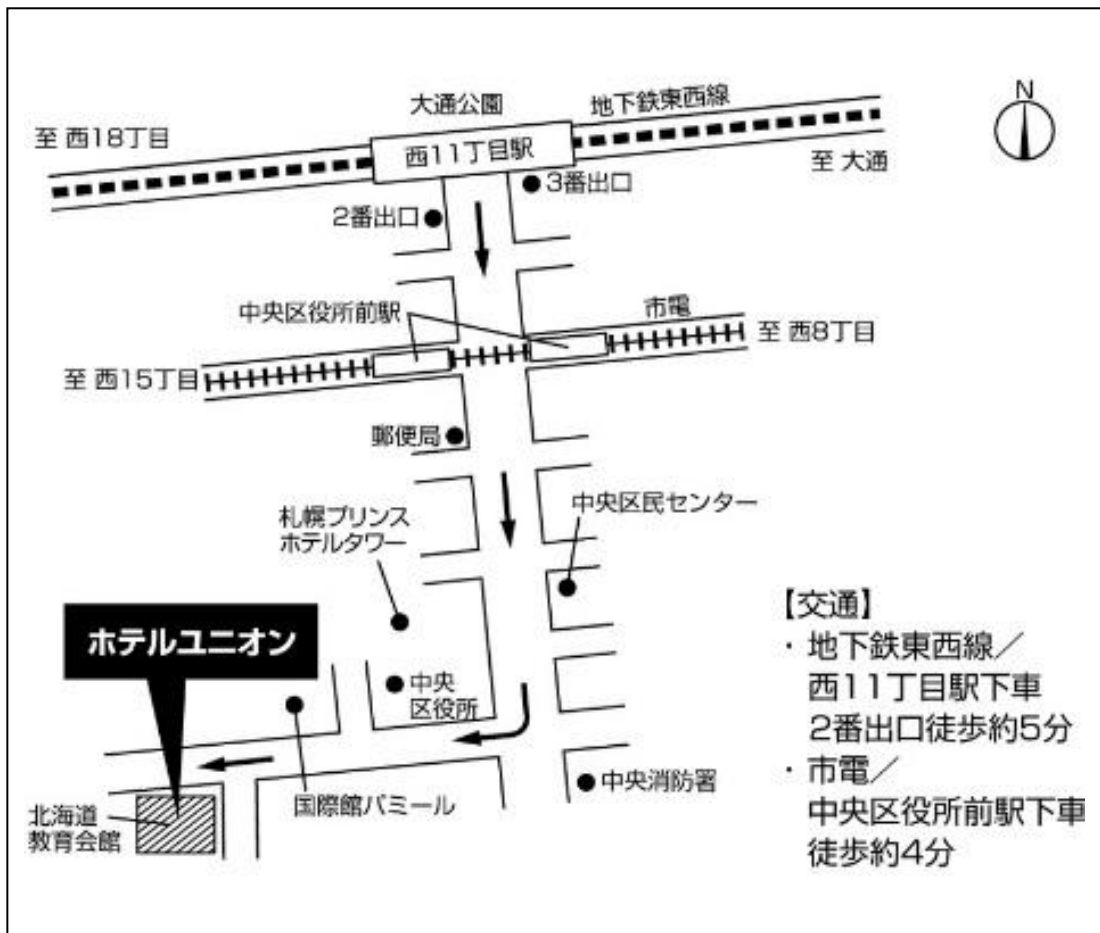 大通公園
地下鉄東西線
N
至 西18丁目
西11丁目駅
至 大通
3番出口
2番出口
中央区役所前駅
市電
至 西8丁目
至 西15丁目
郵便局
中央区民センター
札幌プリンス
ホテルタワー
ホテルユニオン
中央
区役所
国際館パミール
中央消防署
北海道
教育会館
【交通】
・地下鉄東西線／
西11丁目駅下車
2番出口徒歩約5分
・市電／
中央区役所前駅下車
徒歩約4分